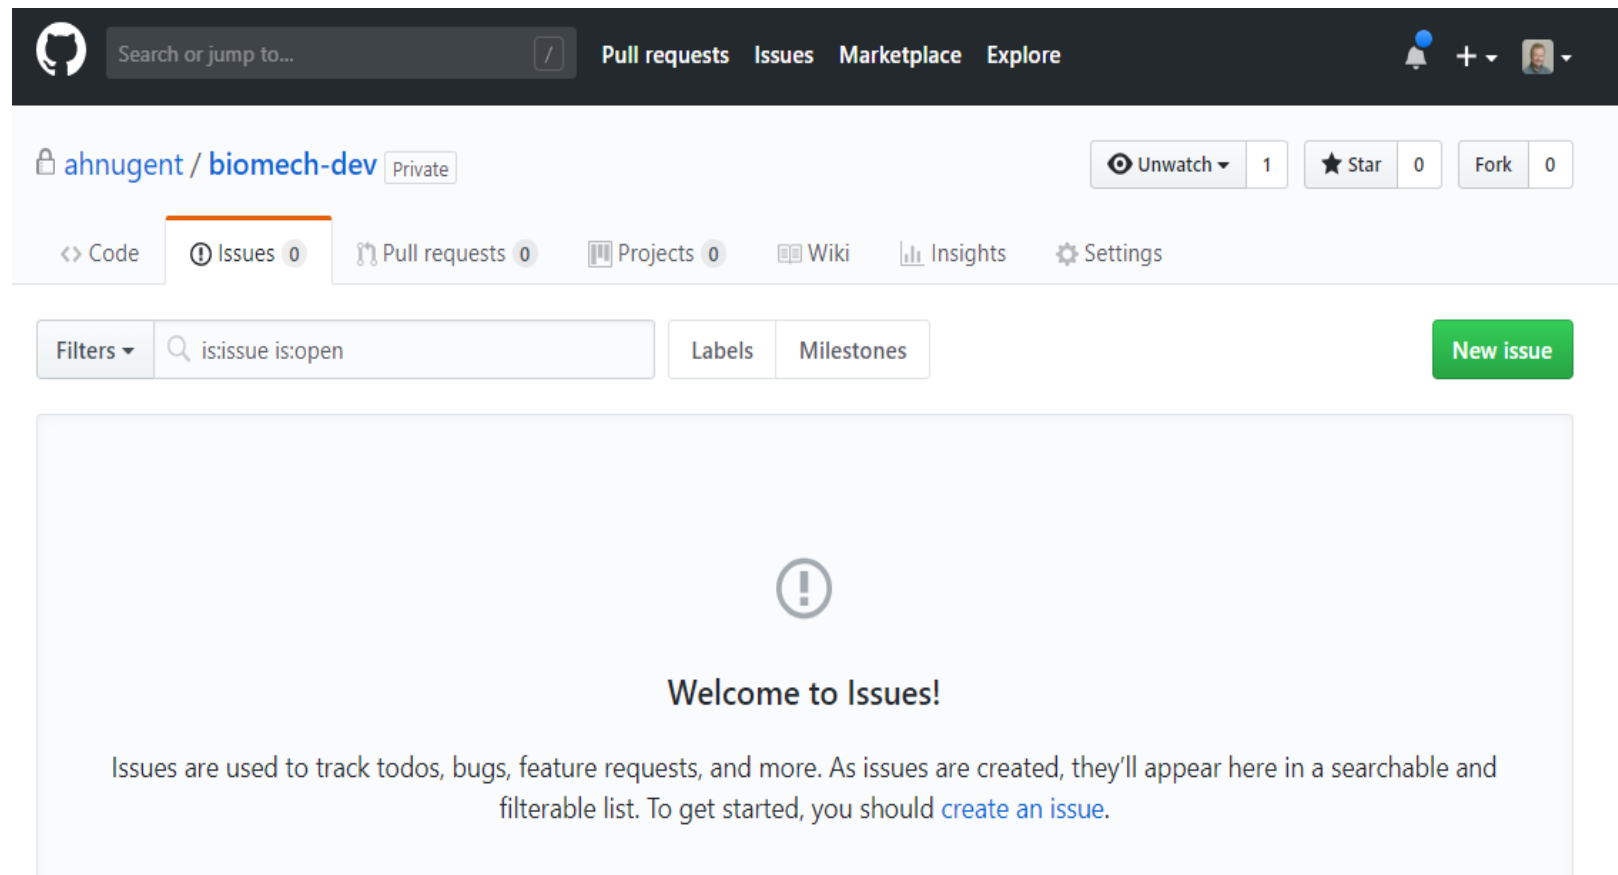 Search or jump to... / Pull requests Issues Marketplace Explore
ahnugent / biomech-dev Private Unwatch 1 Star 0 Fork 0
<> Code Issues 0 Pull requests 0 Projects 0 Wiki Insights Settings
Filters is:issue is:open Labels Milestones New issue
Welcome to Issues!
Issues are used to track todos, bugs, feature requests, and more. As issues are created, they’ll appear here in a searchable and
filterable list. To get started, you should create an issue.